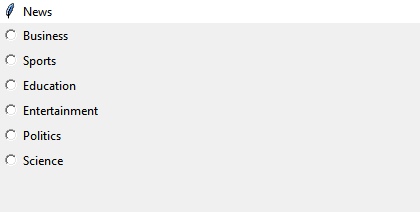 News
Business
Sports
Education
Entertainment
Politics
Science